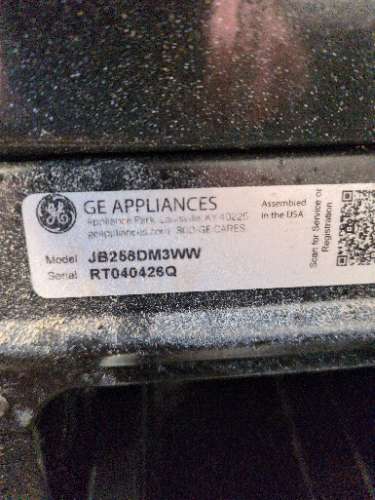 GE APPLIANCES
Appliance Park, Louisville, KY 40225
geappliances.com 800-GE CARES
Model JB258DM3WW
Serial RT040426Q
Assembled
in the USA
Scan for Service or
Registration